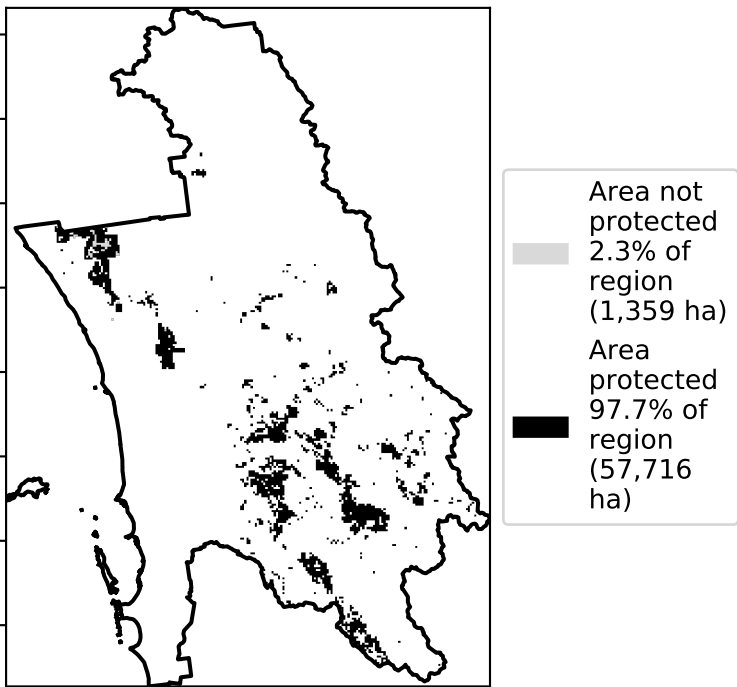 Area not
protected
2.3% of
region
(1,359 ha)
Area
protected
97.7% of
region
(57,716
ha)